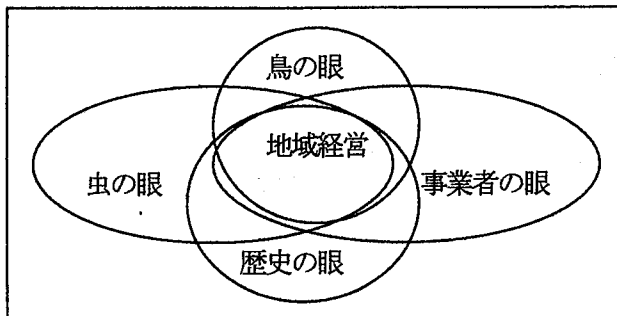 鳥の眼
地域経営
虫の眼
事業者の眼
歴史の眼